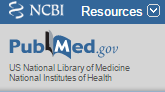 NCBI Resources
PubMed.gov
US National Library of Medicine
National Institutes of Health